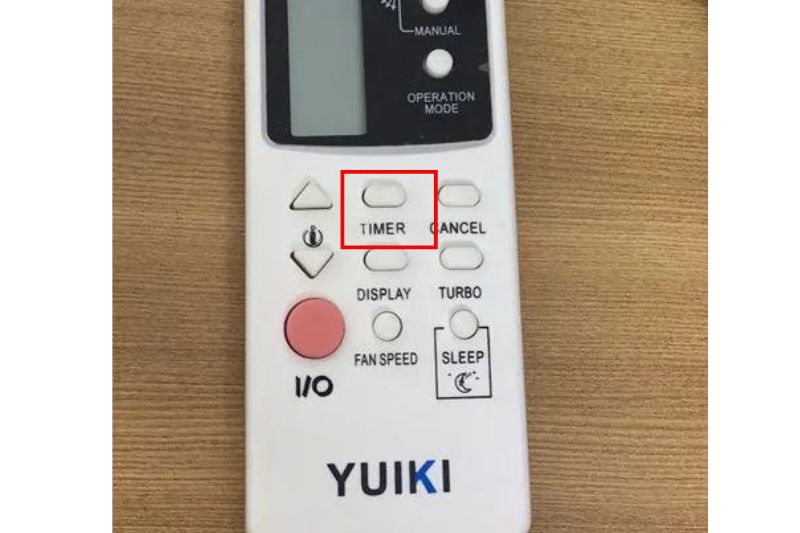 MANUAL
OPERATION
MODE
TIMER
CANCEL
DISPLAY
TURBO
FAN SPEED
SLEEP
I/O
YUIKI